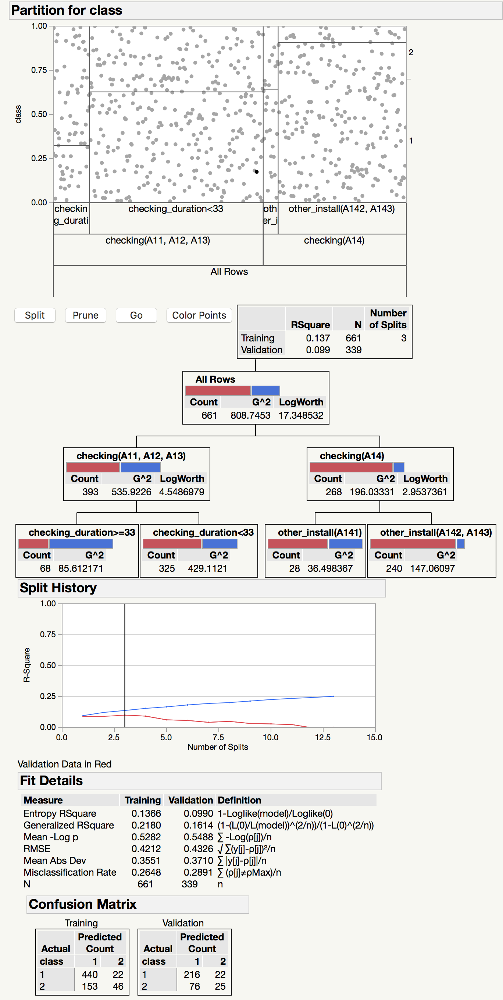 Partition for class
1.00
0.75
0.50
0.25
0.00
class
2
1
checkin
g_durati
checking_duration<33
oth
er_i
other_install(A142, A143)
checking(A11, A12, A13)
checking(A14)
All Rows
Split Prune Go Color Points
Number
RSquare N of Splits
Training 0.137 661 3
Validation 0.099 339
All Rows
Count G^2 LogWorth
661 808.7453 17.348532
checking(A11, A12, A13)
Count G^2 LogWorth
393 535.9226 4.5486979
checking(A14)
Count G^2 LogWorth
268 196.03331 2.9537361
checking_duration>=33
Count G^2
68 85.612171
checking_duration<33
Count G^2
325 429.1121
other_install(A141)
Count G^2
28 36.498367
other_install(A142, A143)
Count G^2
240 147.06097
Split History
1.00
0.75
0.50
0.25
0.00
R-Square
0.0 2.5 5.0 7.5 10.0 12.5 15.0
Number of Splits
Validation Data in Red
Fit Details
Measure Training Validation Definition
Entropy RSquare 0.1366 0.0990 1-Loglike(model)/Loglike(0)
Generalized RSquare 0.2180 0.1614 (1-(L(0)/L(model))^(2/n))/(1-L(0)^(2/n))
Mean -Log p 0.5282 0.5488 ∑ -Log(ρ[j])/n
RMSE 0.4212 0.4326 √ ∑(y[j]-ρ[j])²/n
Mean Abs Dev 0.3551 0.3710 ∑ |y[j]-ρ[j]|/n
Misclassification Rate 0.2648 0.2891 ∑ (ρ[j]≠ρMax)/n
N 661 339 n
Confusion Matrix
Training
Predicted
Actual Count
class 1 2
1 440 22
2 153 46
Validation
Predicted
Actual Count
class 1 2
1 216 22
2 76 25